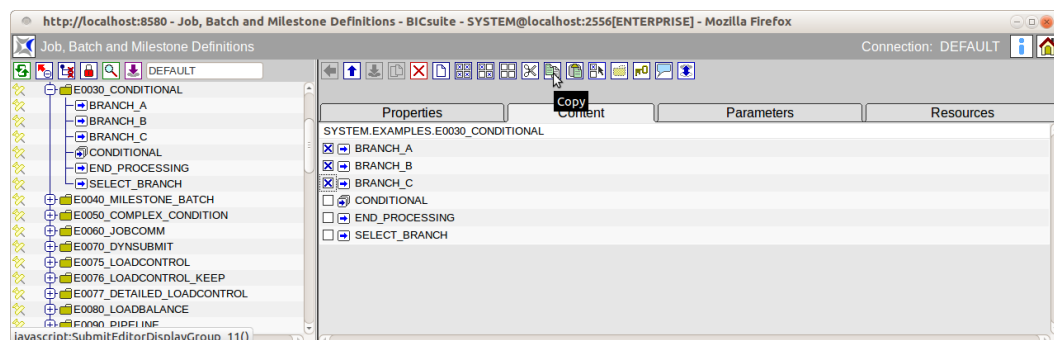 http://localhost:8580 - Job, Batch and Milestone Definitions - BICsuite - SYSTEM@localhost:2556[ENTERPRISE] - Mozilla Firefox
Job, Batch and Milestone Definitions
Connection: DEFAULT
DEFAULT
E0030_CONDITIONAL
BRANCH_A
BRANCH_B
BRANCH_C
CONDITIONAL
END_PROCESSING
SELECT_BRANCH
E0040_MILESTONE_BATCH
E0050_COMPLEX_CONDITION
E0060_JOBCOMM
E0070_DYNSUBMIT
E0075_LOADCONTROL
E0076_LOADCONTROL_KEEP
E0077_DETAILED_LOADCONTROL
E0080_LOADBALANCE
E0090_PIPELINE
javascript:SubmitEditorDisplayGroup_11()
Copy
Properties Content Parameters Resources
SYSTEM.EXAMPLES.E0030_CONDITIONAL
BRANCH_A
BRANCH_B
BRANCH_C
CONDITIONAL
END_PROCESSING
SELECT_BRANCH